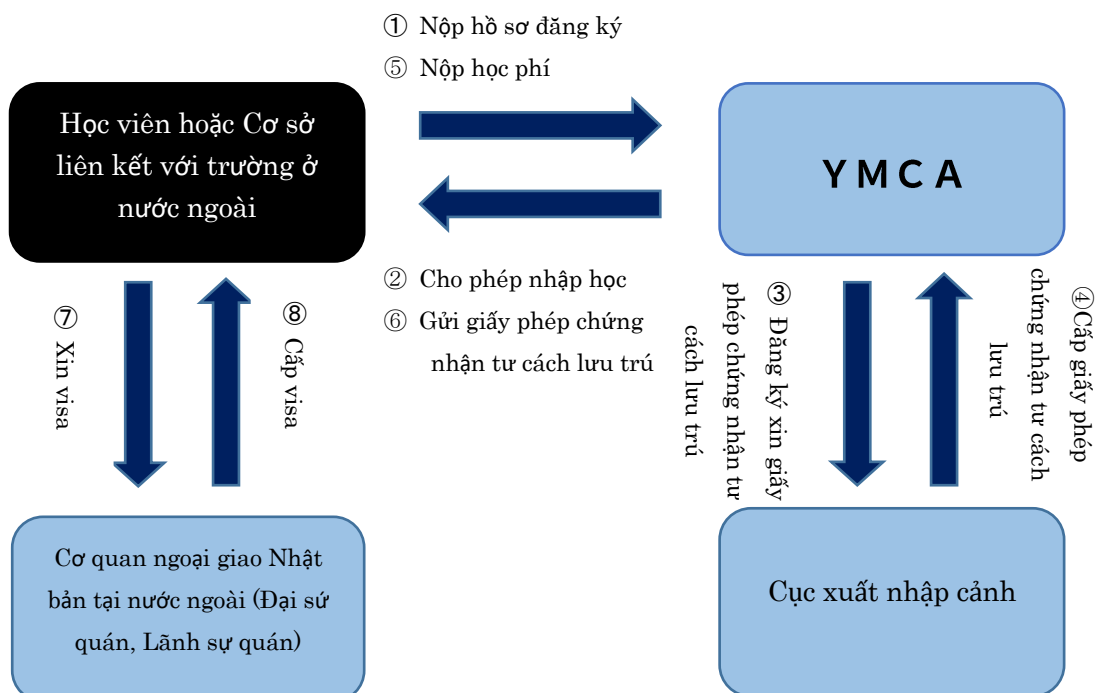 ① Nộp hồ sơ đăng ký
⑤ Nộp học phí
Học viên hoặc Cơ sở
liên kết với trường ở
nước ngoài
YMCA
② Cho phép nhập học
⑥ Gửi giấy phép chứng
nhận tư cách lưu trú
⑦ Xin visa
⑧ Cấp visa
③ Đăng ký xin giấy
phép chứng nhận tư
cách lưu trú
④Cấp giấy phép
chứng nhận tư cách
lưu trú
Cơ quan ngoại giao Nhật
bản tại nước ngoài (Đại sứ
quán, Lãnh sự quán)
Cục xuất nhập cảnh